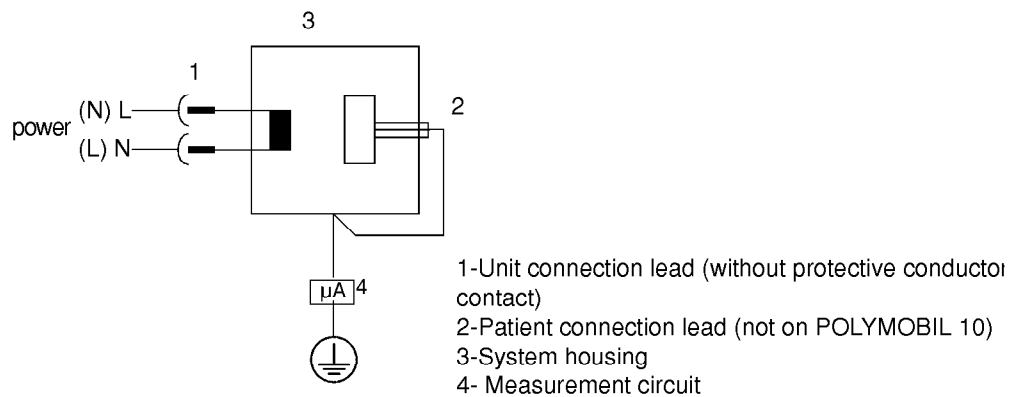 3
1
(N) L
power
(L) N
2
µA 4
1-Unit connection lead (without protective conductor
contact)
2-Patient connection lead (not on POLYMOBIL 10)
3-System housing
4- Measurement circuit